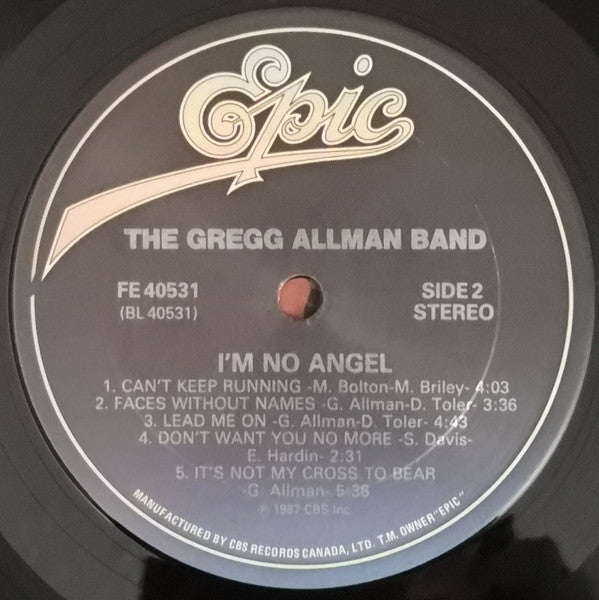 Epic
THE GREGG ALLMAN BAND
FE 40531
(BL 40531)
SIDE 2
STEREO
I'M NO ANGEL
1. CAN'T KEEP RUNNING -M. Bolton-M. Briley- 4:03
2. FACES WITHOUT NAMES -G. Allman-D. Toler- 3:36
3. LEAD ME ON -G. Allman-D. Toler- 4:43
4. DON'T WANT YOU NO MORE -S. Davis-
E. Hardin- 2:31
5. IT'S NOT MY CROSS TO BEAR
-G. Allman- 5:36
℗ 1987 CBS Inc
MANUFACTURED BY CBS RECORDS CANADA, LTD. T.M. OWNER "EPIC"